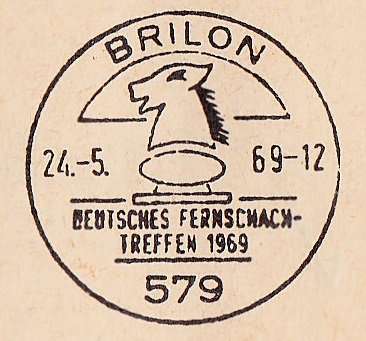 BRILON
24.-5. 69-12
DEUTSCHES FERNSCHACH-
TREFFEN 1969
579